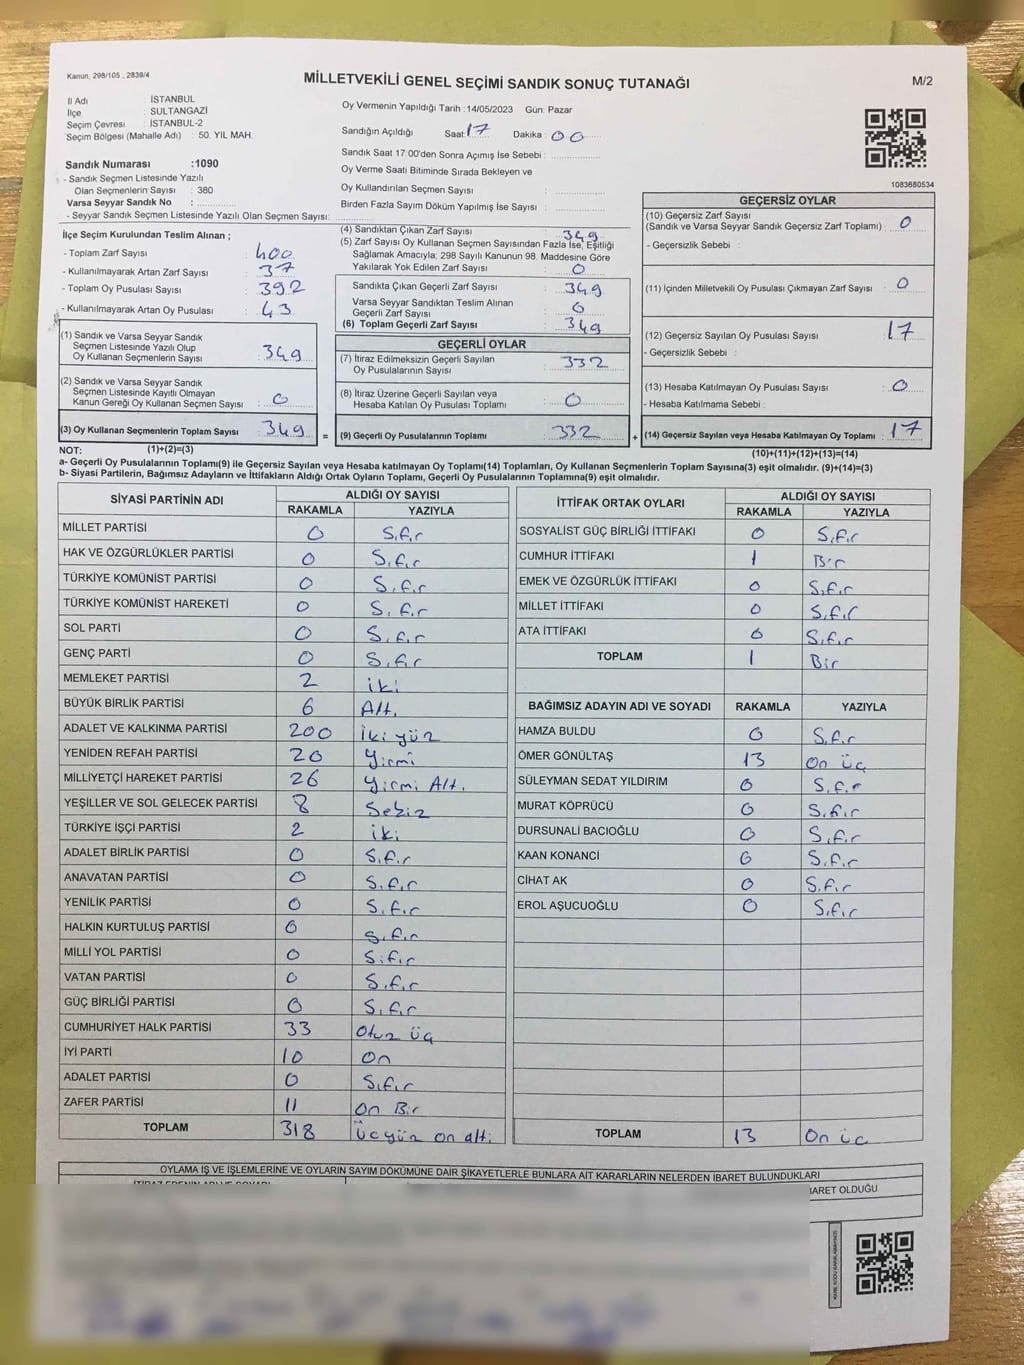 Kanun, 298/105 , 2839/4
MİLLETVEKİLİ GENEL SEÇİMİ SANDIK SONUÇ TUTANAĞI
M/2
İl Adı : İSTANBUL
İlçe : SULTANGAZİ
Seçim Çevresi : İSTANBUL-2
Seçim Bölgesi (Mahalle Adı) : 50. YIL MAH.
Sandık Numarası :1090
- Sandık Seçmen Listesinde Yazılı
Olan Seçmenlerin Sayısı : 380
Varsa Seyyar Sandık No :
- Seyyar Sandık Seçmen Listesinde Yazılı Olan Seçmen Sayısı:
Oy Vermenin Yapıldığı Tarih :14/05/2023 Gün: Pazar
Sandığın Açıldığı Saat:17 Dakika : 00
Sandık Saat 17:00'den Sonra Açımış İse Sebebi :
Oy Verme Saati Bitiminde Sırada Bekleyen ve
Oy Kullandırılan Seçmen Sayısı :
Birden Fazla Sayım Döküm Yapılmış İse Sayısı :
1083680534
İlçe Seçim Kurulundan Teslim Alınan ;
- Toplam Zarf Sayısı : 400
- Kullanılmayarak Artan Zarf Sayısı : 37
- Toplam Oy Pusulası Sayısı : 392
- Kullanılmayarak Artan Oy Pusulası : 43
(1) Sandık ve Varsa Seyyar Sandık
Seçmen Listesinde Yazılı Olup
Oy Kullanan Seçmenlerin Sayısı : 349
(2) Sandık ve Varsa Seyyar Sandık
Seçmen Listesinde Kayıtlı Olmayan
Kanun Gereği Oy Kullanan Seçmen Sayısı : 0
(3) Oy Kullanan Seçmenlerin Toplam Sayısı : 349
(4) Sandıktan Çıkan Zarf Sayısı : 349
(5) Zarf Sayısı Oy Kullanan Seçmen Sayısından Fazla İse, Eşitliği
Sağlamak Amacıyla; 298 Sayılı Kanunun 98. Maddesine Göre
Yakılarak Yok Edilen Zarf Sayısı : 0
Sandıkta Çıkan Geçerli Zarf Sayısı : 349
Varsa Seyyar Sandıktan Teslim Alınan
Geçerli Zarf Sayısı : 0
(6) Toplam Geçerli Zarf Sayısı : 349
GEÇERLİ OYLAR
(7) İtiraz Edilmeksizin Geçerli Sayılan
Oy Pusulalarının Sayısı : 332
(8) İtiraz Üzerine Geçerli Sayılan veya
Hesaba Katılan Oy Pusulası Toplamı : 0
= (9) Geçerli Oy Pusulalarının Toplamı : 332
GEÇERSİZ OYLAR
(10) Geçersiz Zarf Sayısı
(Sandık ve Varsa Seyyar Sandık Geçersiz Zarf Toplamı) : 0
- Geçersizlik Sebebi :
(11) İçinden Milletvekili Oy Pusulası Çıkmayan Zarf Sayısı : 0
(12) Geçersiz Sayılan Oy Pusulası Sayısı : 17
- Geçersizlik Sebebi :
(13) Hesaba Katılmayan Oy Pusulası Sayısı : 0
- Hesaba Katılmama Sebebi :
+ (14) Geçersiz Sayılan veya Hesaba Katılmayan Oy Toplamı : 17
NOT: (1)+(2)=(3)
(10)+(11)+(12)+(13)=(14)
a- Geçerli Oy Pusulalarının Toplamı(9) ile Geçersiz Sayılan veya Hesaba katılmayan Oy Toplamı(14) Toplamları, Oy Kullanan Seçmenlerin Toplam Sayısına(3) eşit olmalıdır. (9)+(14)=(3)
b- Siyasi Partilerin, Bağımsız Adayların ve İttifakların Aldığı Ortak Oyların Toplamı, Geçerli Oy Pusulalarının Toplamına(9) eşit olmalıdır.
SİYASİ PARTİNİN ADI ALDIĞI OY SAYISI
RAKAMLA YAZIYLA
MİLLET PARTİSİ 0 Sıfır
HAK VE ÖZGÜRLÜKLER PARTİSİ 0 Sıfır
TÜRKİYE KOMÜNİST PARTİSİ 0 Sıfır
TÜRKİYE KOMÜNİST HAREKETİ 0 Sıfır
SOL PARTİ 0 Sıfır
GENÇ PARTİ 0 Sıfır
MEMLEKET PARTİSİ 2 iki
BÜYÜK BİRLİK PARTİSİ 6 Altı
ADALET VE KALKINMA PARTİSİ 200 İki yüz
YENİDEN REFAH PARTİSİ 20 Yirmi
MİLLİYETÇİ HAREKET PARTİSİ 26 Yirmi Altı
YEŞİLLER VE SOL GELECEK PARTİSİ 8 Sekiz
TÜRKİYE İŞÇİ PARTİSİ 2 iki
ADALET BİRLİK PARTİSİ 0 Sıfır
ANAVATAN PARTİSİ 0 Sıfır
YENİLİK PARTİSİ 0 Sıfır
HALKIN KURTULUŞ PARTİSİ 0 Sıfır
MİLLİ YOL PARTİSİ 0 Sıfır
VATAN PARTİSİ 0 Sıfır
GÜÇ BİRLİĞİ PARTİSİ 0 Sıfır
CUMHURİYET HALK PARTİSİ 33 Otuz üç
İYİ PARTİ 10 On
ADALET PARTİSİ 0 Sıfır
ZAFER PARTİSİ 11 On Bir
TOPLAM 318 Üçyüz on altı
İTTİFAK ORTAK OYLARI ALDIĞI OY SAYISI
RAKAMLA YAZIYLA
SOSYALİST GÜÇ BİRLİĞİ İTTİFAKI 0 Sıfır
CUMHUR İTTİFAKI 1 Bir
EMEK VE ÖZGÜRLÜK İTTİFAKI 0 Sıfır
MİLLET İTTİFAKI 0 Sıfır
ATA İTTİFAKI 0 Sıfır
TOPLAM 1 Bir
BAĞIMSIZ ADAYIN ADI VE SOYADI RAKAMLA YAZIYLA
HAMZA BULDU 0 Sıfır
ÖMER GÖNÜLTAŞ 13 On üç
SÜLEYMAN SEDAT YILDIRIM 0 Sıfır
MURAT KÖPRÜCÜ 0 Sıfır
DURSUNALİ BACIOĞLU 0 Sıfır
KAAN KONANCİ 0 Sıfır
CİHAT AK 0 Sıfır
EROL AŞUCUOĞLU 0 Sıfır
TOPLAM 13 On üç
OYLAMA İŞ VE İŞLEMLERİNE VE OYLARIN SAYIM DÖKÜMÜNE DAİR ŞİKAYETLERLE BUNLARA AİT KARARLARIN NELERDEN İBARET BULUNDUKLARI
İBARET OLDUĞU